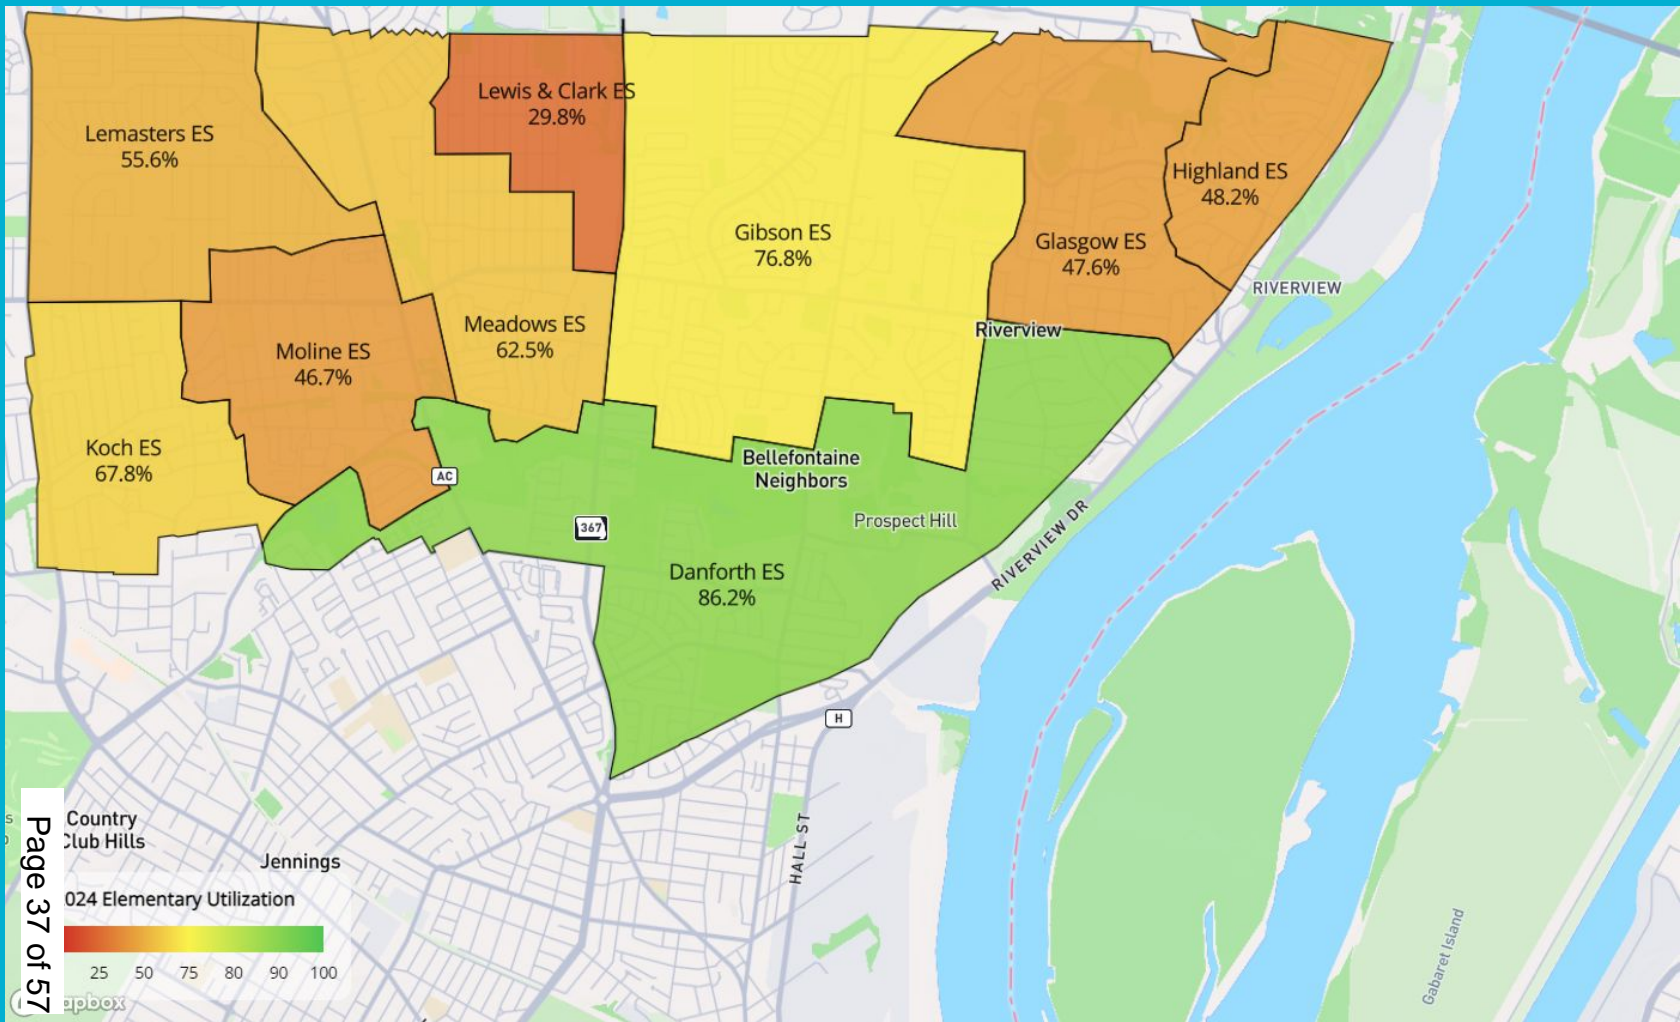 Lewis & Clark ES
29.8%
Lemasters ES
55.6%
Highland ES
48.2%
Gibson ES
76.8%
Glasgow ES
47.6%
RIVERVIEW
Riverview
Meadows ES
62.5%
Moline ES
46.7%
Koch ES
67.8%
Bellefontaine
Neighbors
AC
367
Prospect Hill
RIVERVIEW DR
Danforth ES
86.2%
H
HALL ST
Country
Club Hills
Jennings
Gabaret Island
024 Elementary Utilization
25 50 75 80 90 100
apbox
Page 37 of 57